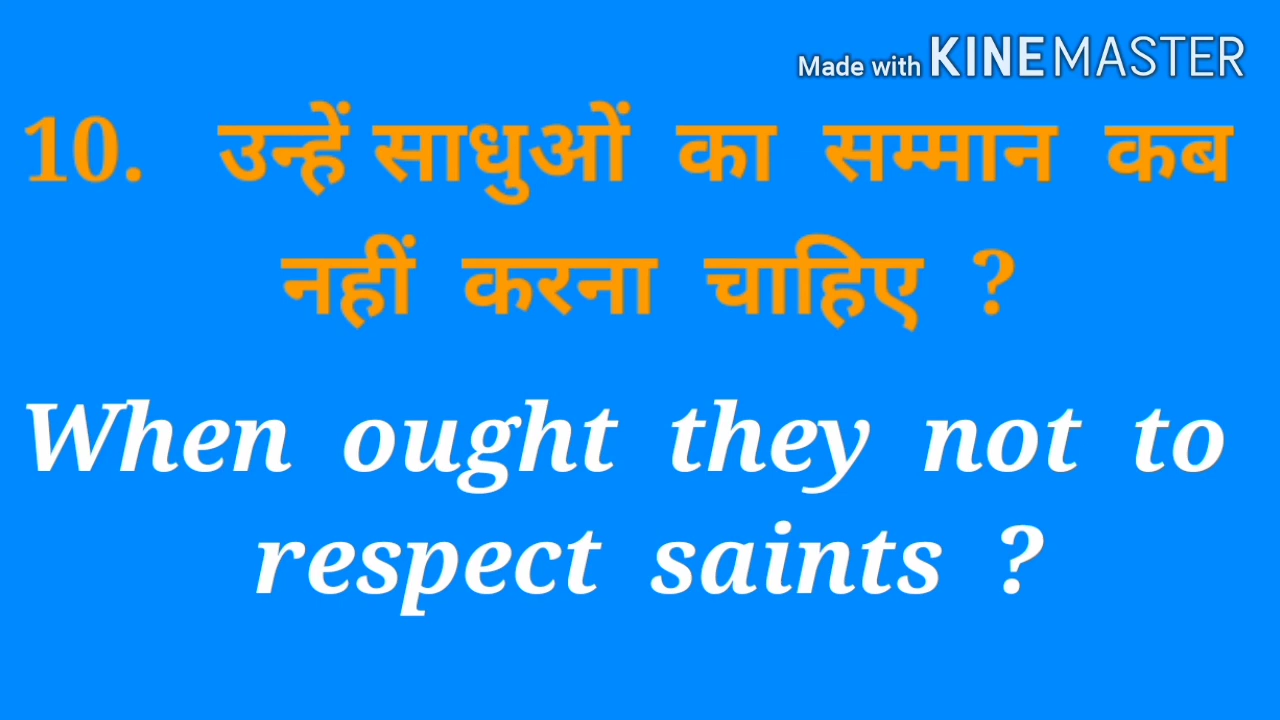 Made with KINEMASTER
10. उन्हें साधुओं का सम्मान कब
नहीं करना चाहिए ?
When ought they not to
respect saints ?